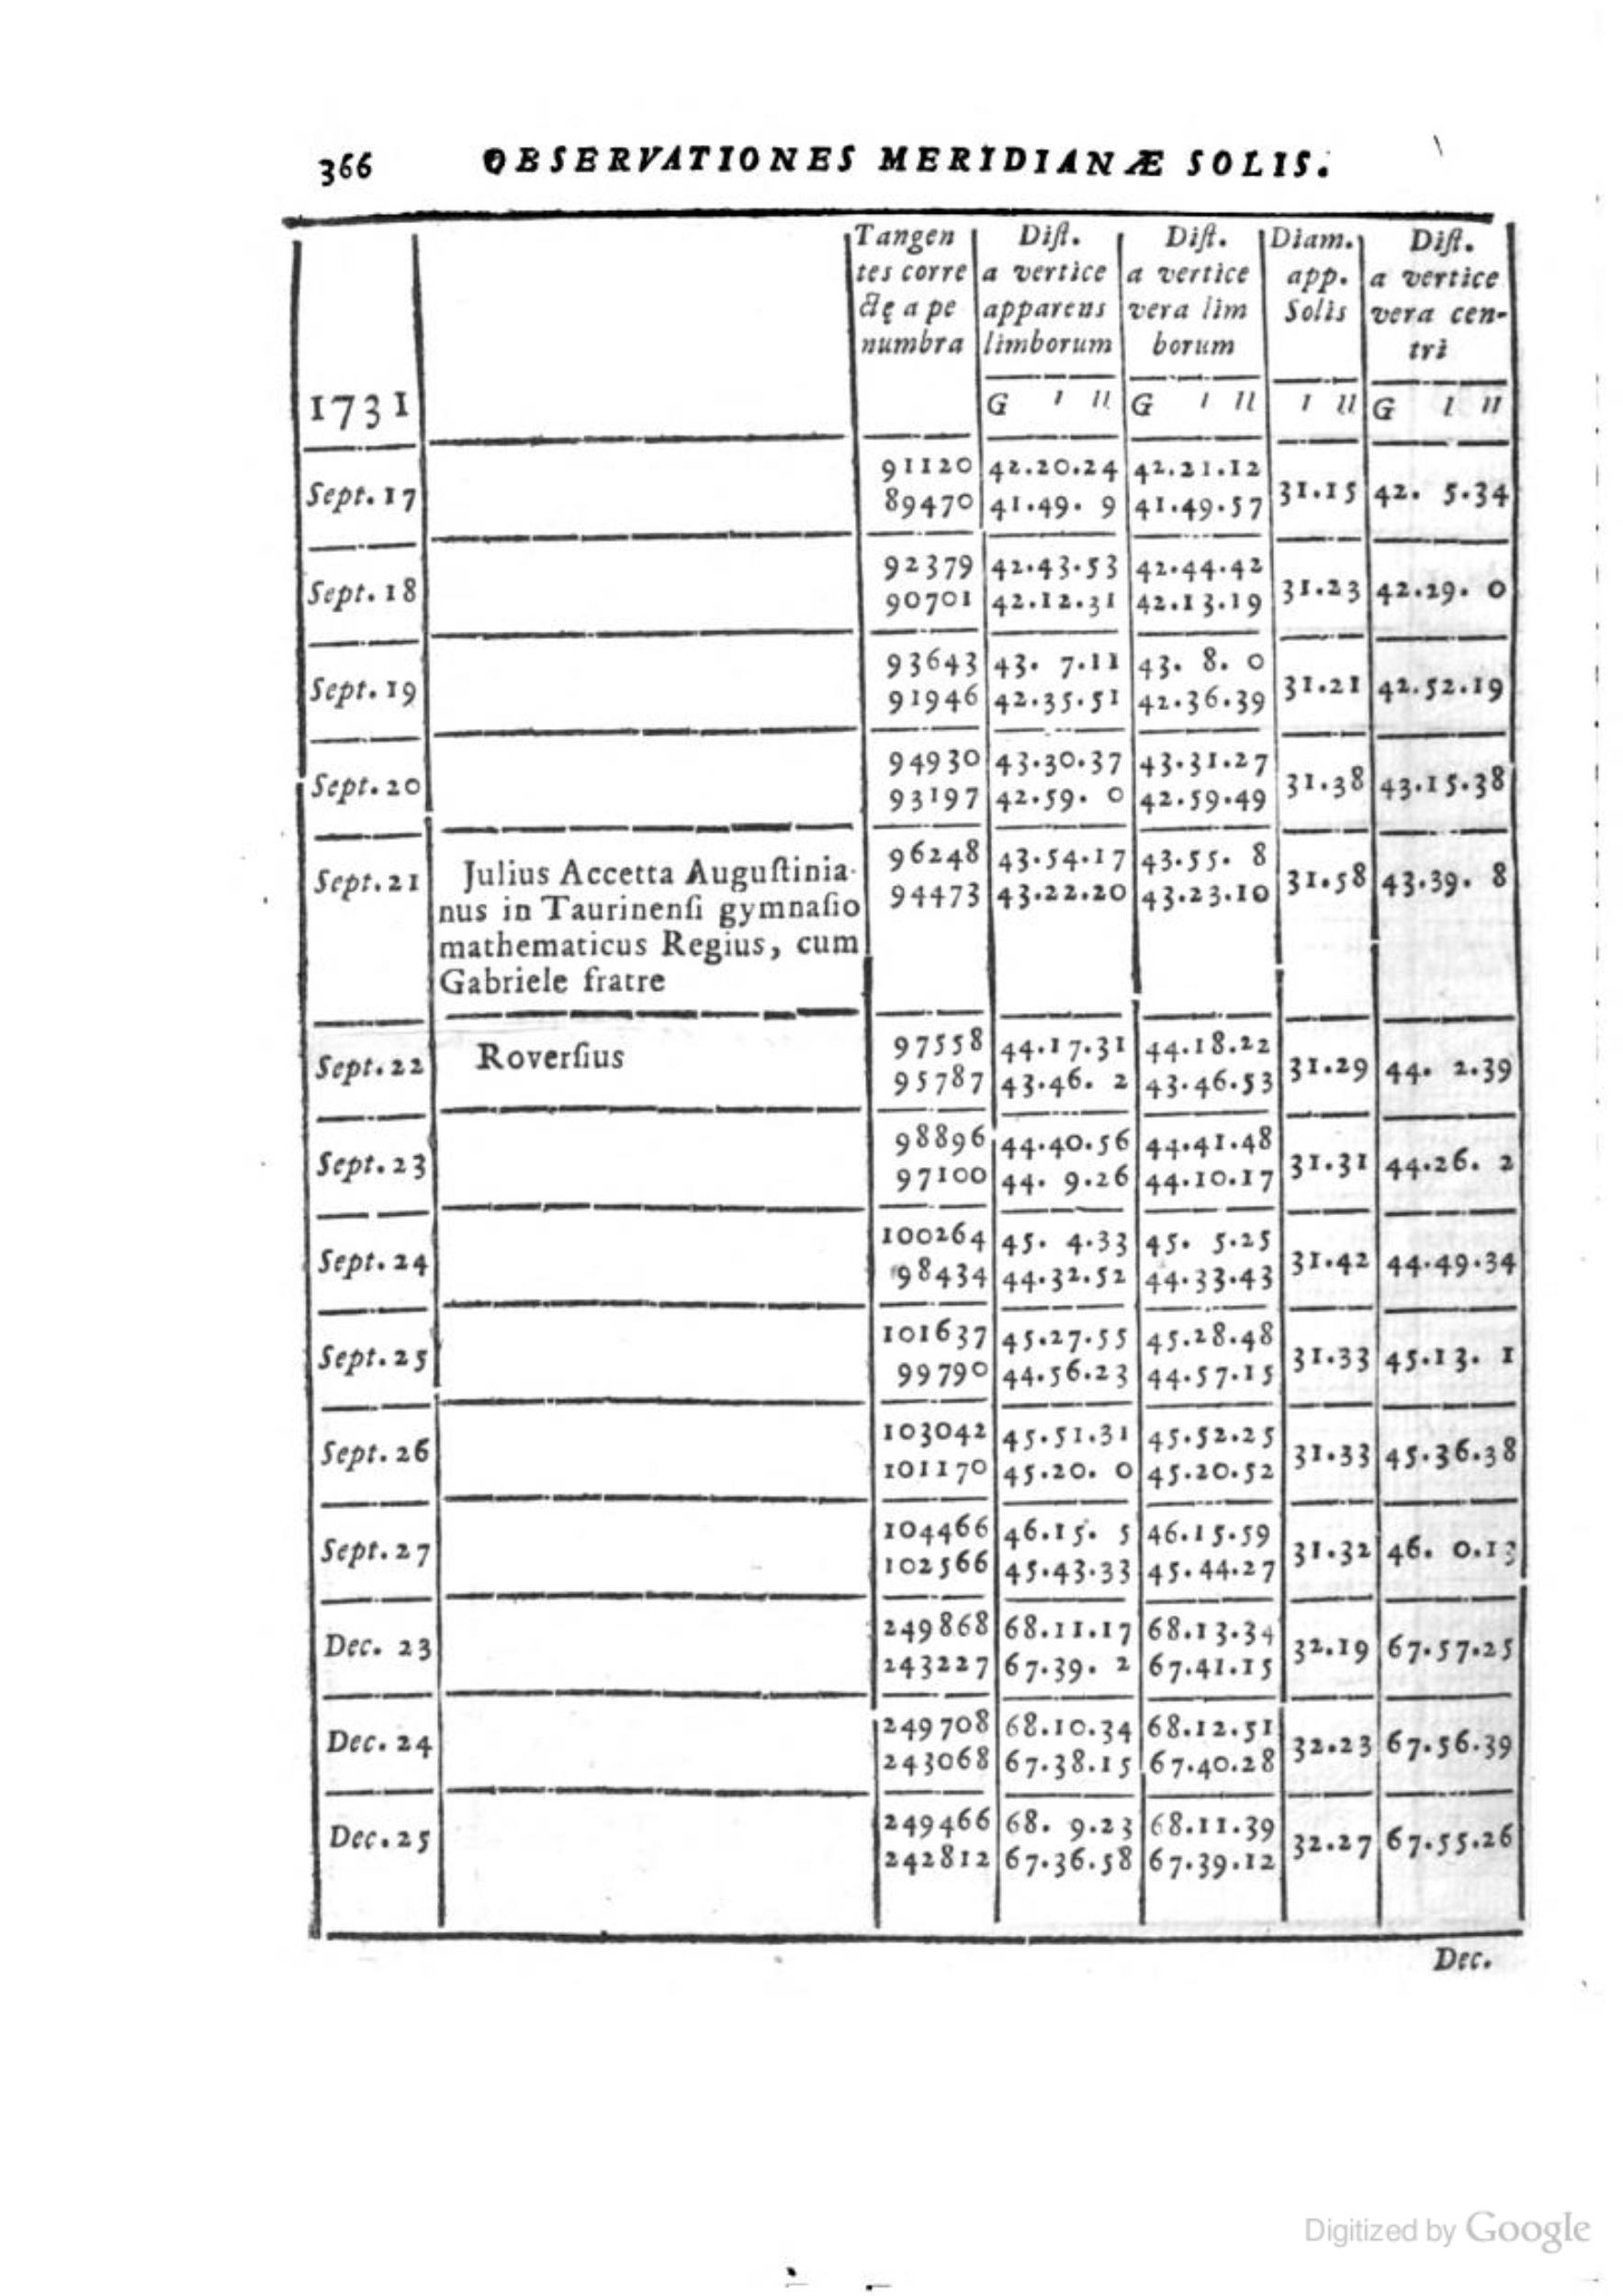 366 OBSERVATIONES MERIDIANÆ SOLIS.
Tangen Diſt. Diſt. Diam. Diſt.
tes corre a vertice a vertice app. a vertice
ctę a pe apparens vera lim Solis vera cen-
numbra limborum borum tri
1731 G I II G I II I II G I II
91120 42.20.24 42.21.12
Sept. 17 31.15 42. 5.34
89470 41.49. 9 41.49.57
92379 42.43.53 42.44.42
Sept. 18 31.23 42.29. 0
90701 42.12.31 42.13.19
93643 43. 7.11 43. 8. 0
Sept. 19 31.21 42.52.19
91946 42.35.51 42.36.39
94930 43.30.37 43.31.27
Sept. 20 31.38 43.15.38
93197 42.59. 0 42.59.49
96248 43.54.17 43.55. 8
Sept. 21 Julius Accetta Auguſtinia- 31.58 43.39. 8
94473 43.22.20 43.23.10
nus in Taurinenſi gymnaſio
mathematicus Regius, cum
Gabriele fratre
97558 44.17.31 44.18.22
Sept. 22 Roverſius 31.29 44. 2.39
95787 43.46. 2 43.46.53
98896 44.40.56 44.41.48
Sept. 23 31.31 44.26. 2
97100 44. 9.26 44.10.17
100264 45. 4.33 45. 5.25
Sept. 24 31.42 44.49.34
98434 44.32.52 44.33.43
101637 45.27.55 45.28.48
Sept. 25 31.33 45.13. 1
99790 44.56.23 44.57.15
103042 45.51.31 45.52.25
Sept. 26 31.33 45.36.38
101170 45.20. 0 45.20.52
104466 46.15. 5 46.15.59
Sept. 27 31.32 46. 0.13
102566 45.43.33 45.44.27
249868 68.11.17 68.13.34
Dec. 23 32.19 67.57.25
243227 67.39. 2 67.41.15
249708 68.10.34 68.12.51
Dec. 24 32.23 67.56.39
243068 67.38.15 67.40.28
249466 68. 9.23 68.11.39
Dec. 25 32.27 67.55.26
242812 67.36.58 67.39.12
Dec.
Digitized by Google